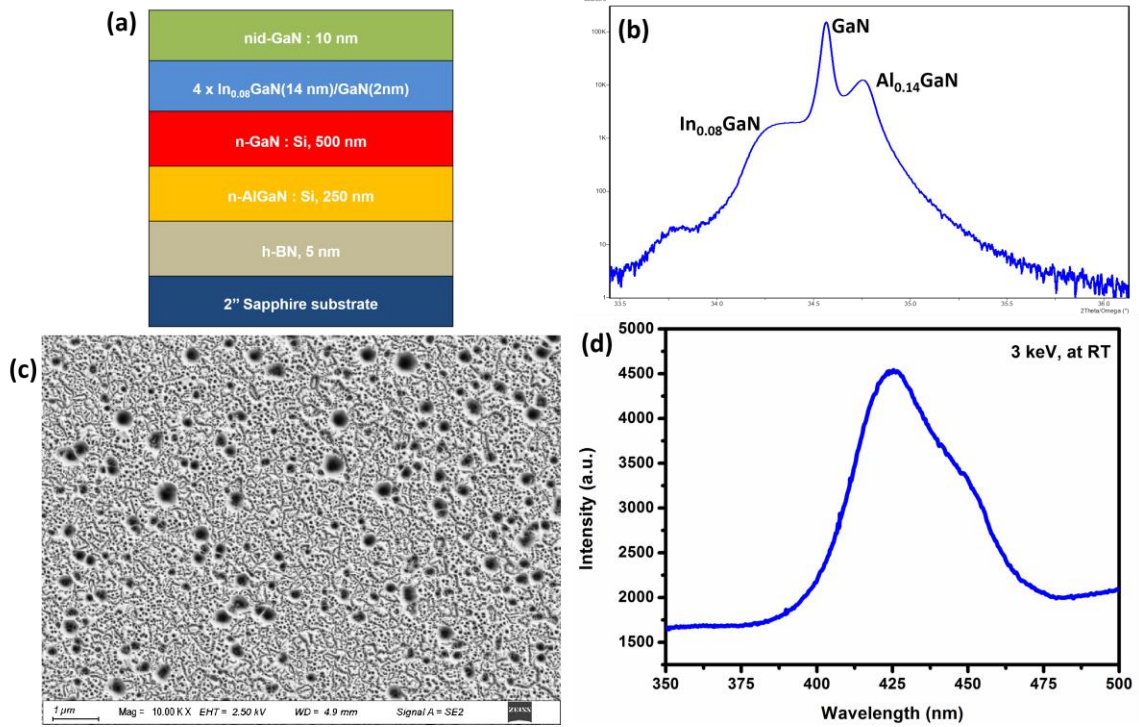 (a)
nid-GaN : 10 nm
4 x In0.08GaN(14 nm)/GaN(2nm)
n-GaN : Si, 500 nm
n-AlGaN : Si, 250 nm
h-BN, 5 nm
2” Sapphire substrate
(b)
GaN
Al0.14GaN
In0.08GaN
100K
10K
1K
100
10
1
33.5 34.0 34.5 35.0 35.5 36.0
2Theta/Omega (°)
(c)
1 µm Mag = 10.00 K X EHT = 2.50 kV WD = 4.9 mm Signal A = SE2 ZEISS
(d)
3 keV, at RT
Intensity (a.u.)
5000
4500
4000
3500
3000
2500
2000
1500
350 375 400 425 450 475 500
Wavelength (nm)